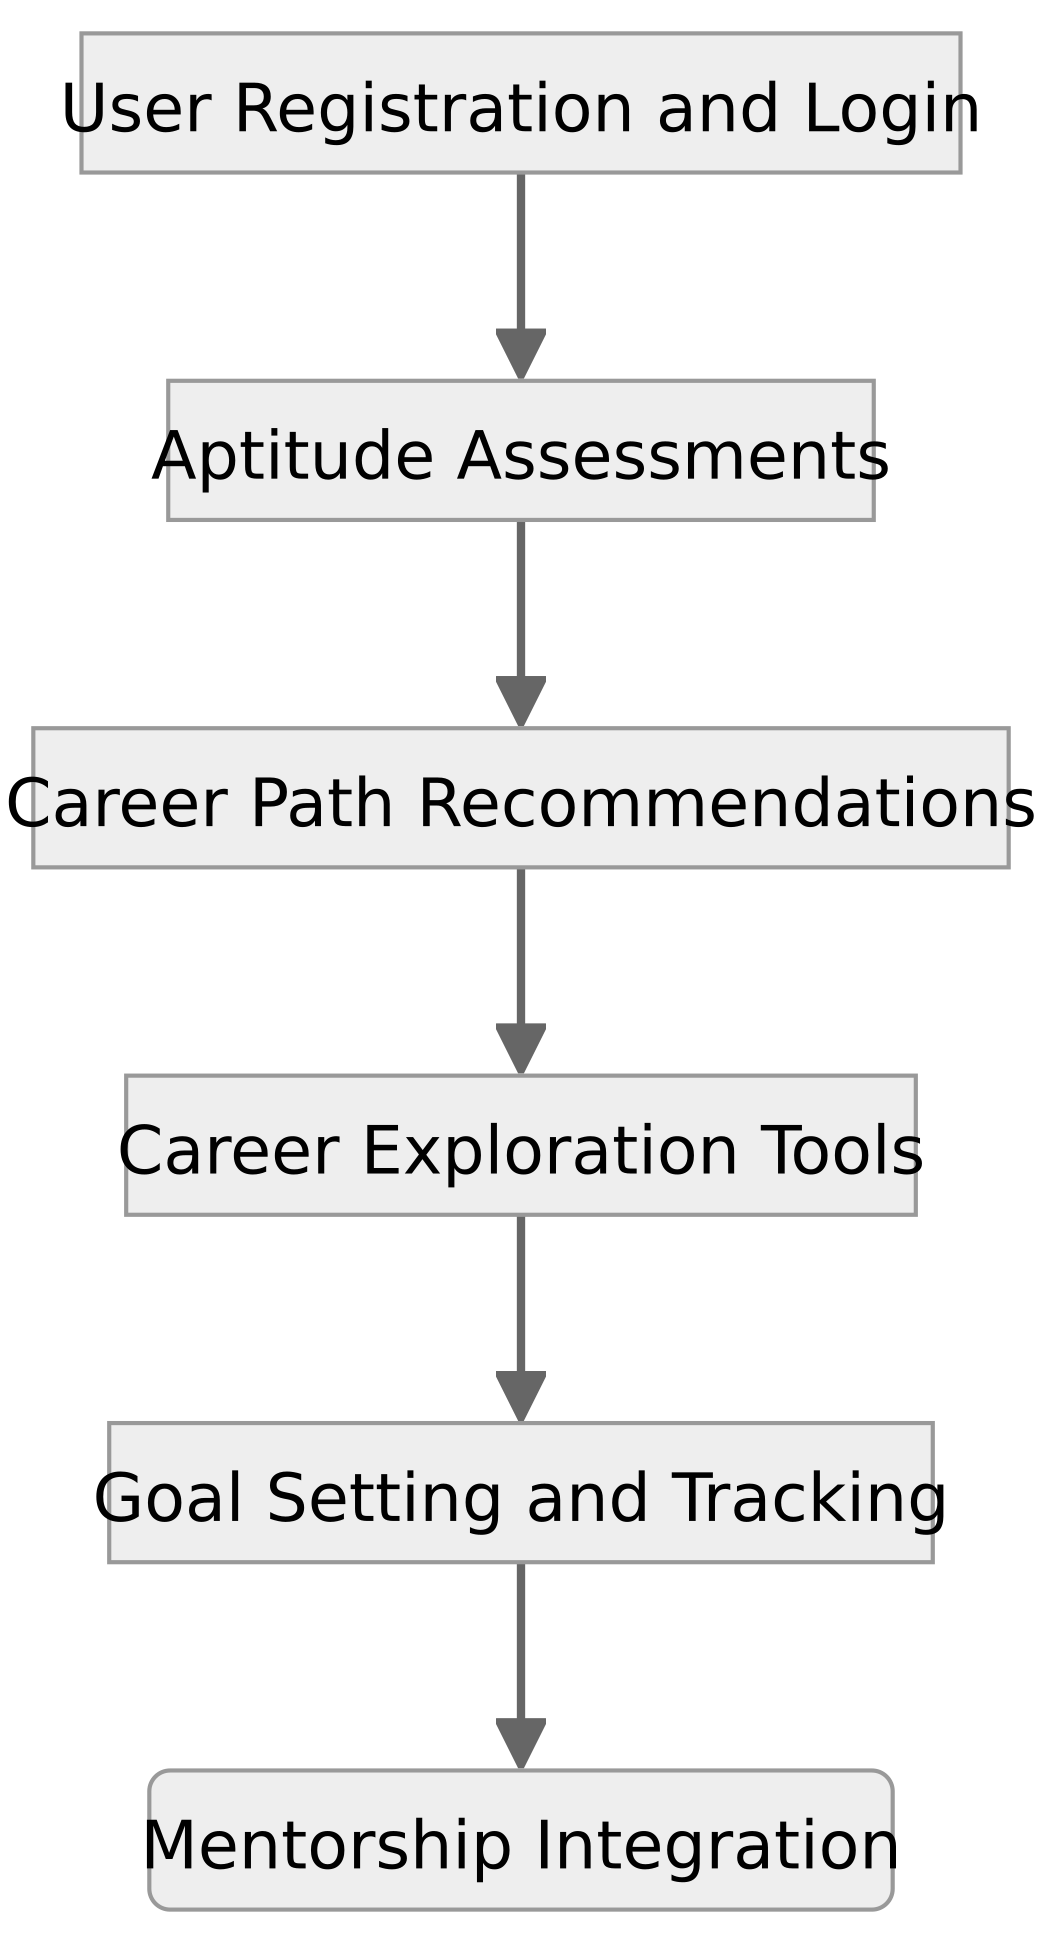 User Registration and Login
Aptitude Assessments
Career Path Recommendations
Career Exploration Tools
Goal Setting and Tracking
Mentorship Integration